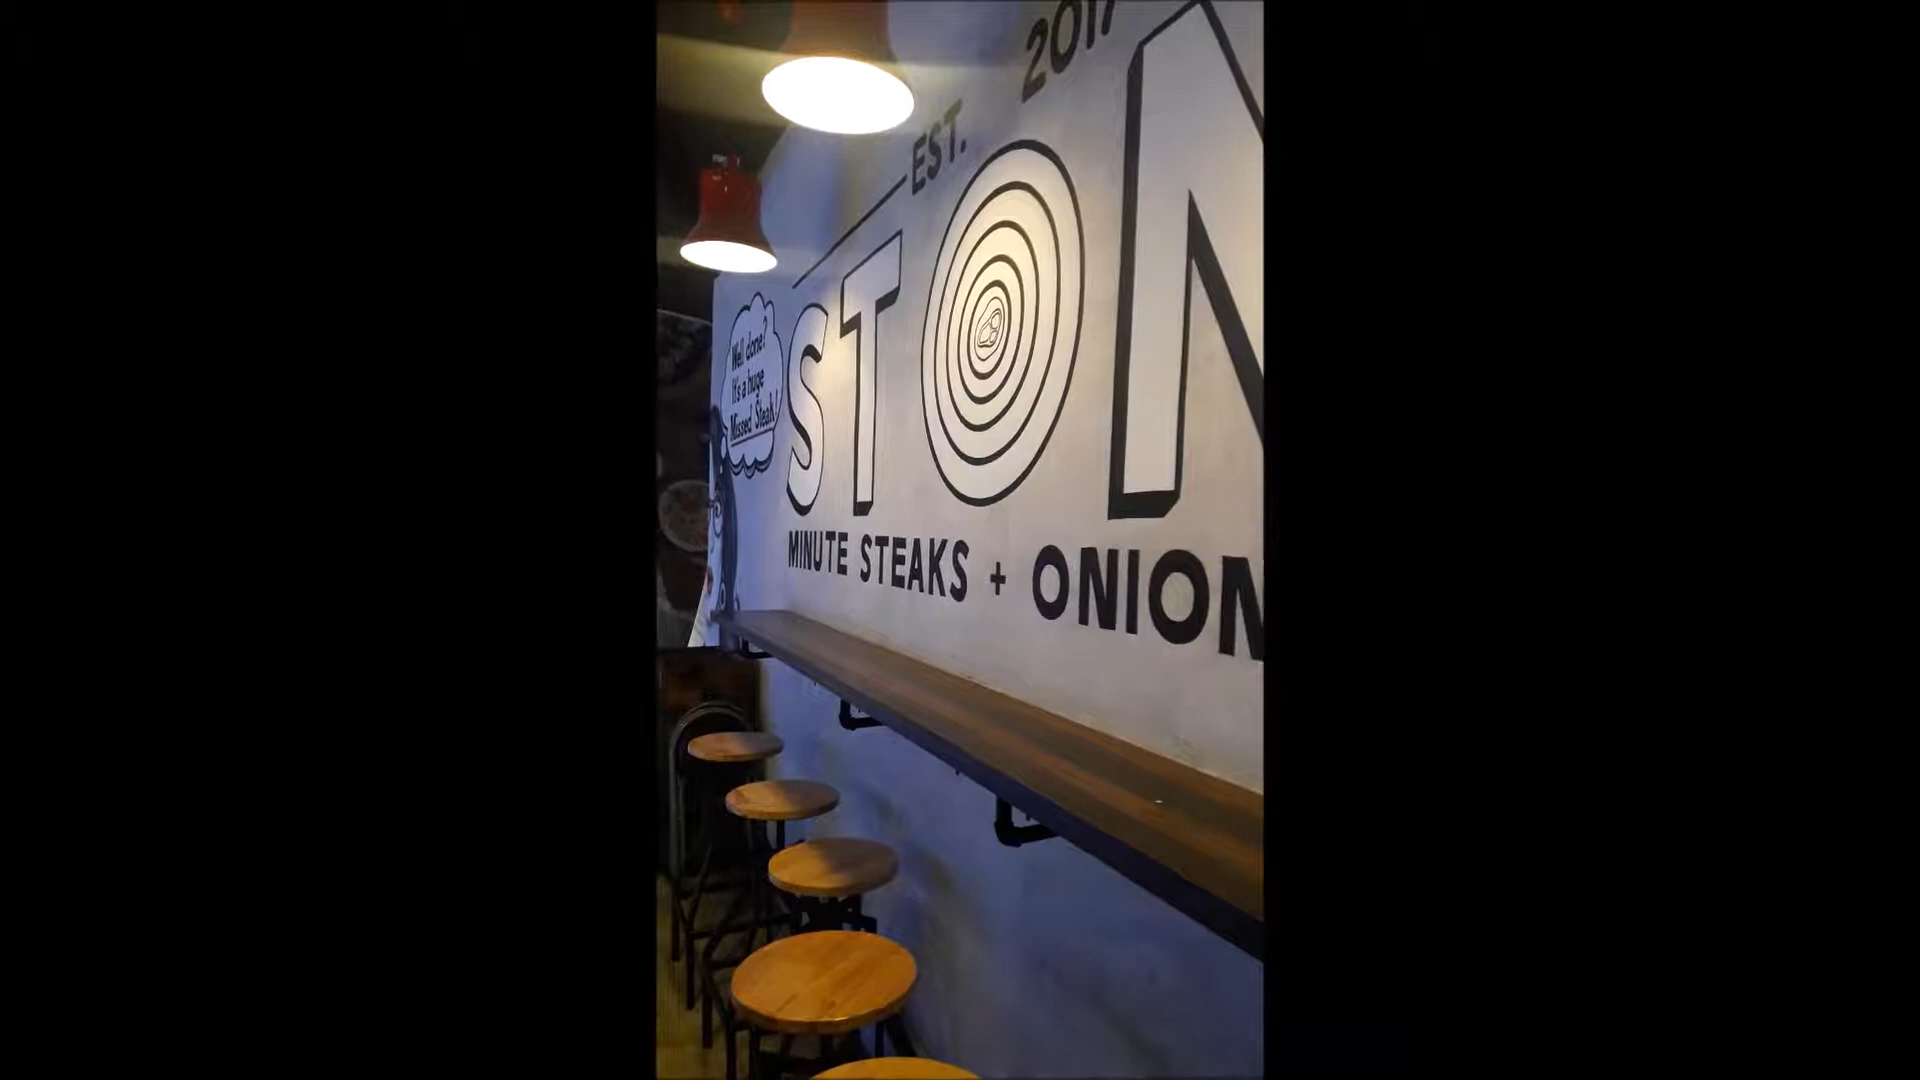 EST. 2017
STON
MINUTE STEAKS + ONION
Well done?
it's a huge
Missed Steak!